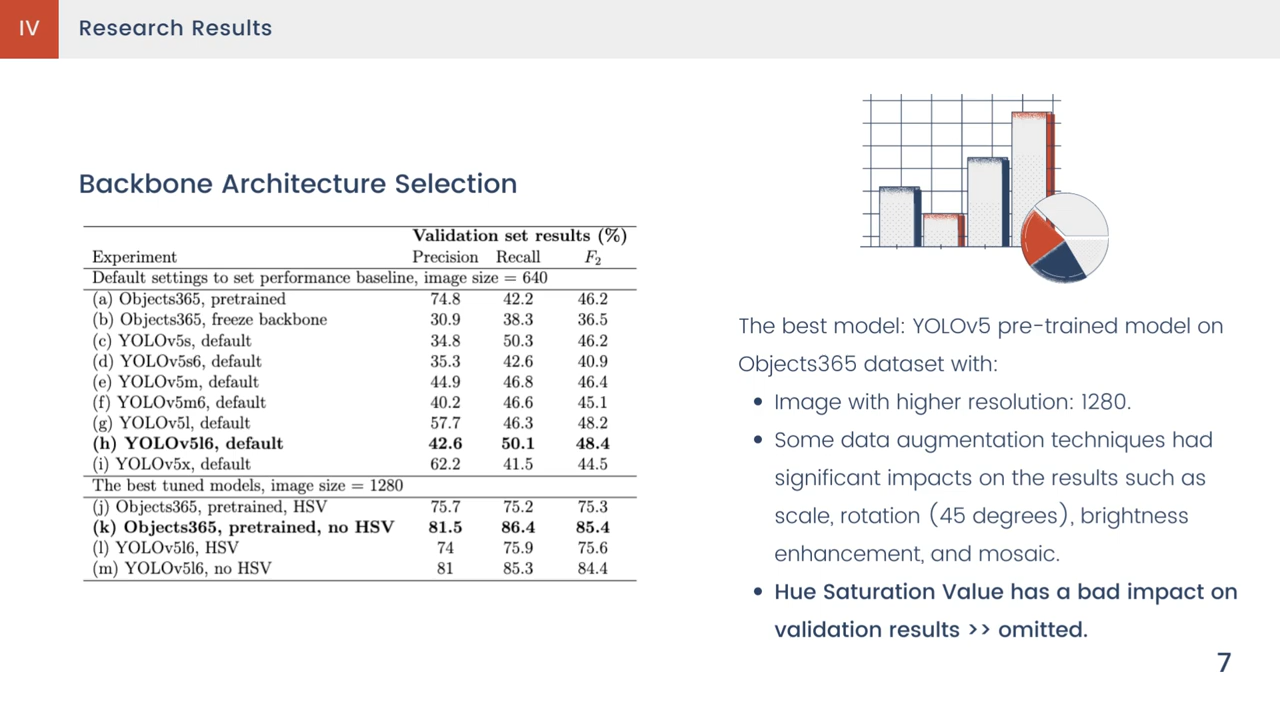 IV Research Results
Backbone Architecture Selection
Validation set results (%)
Experiment Precision Recall F2
Default settings to set performance baseline, image size = 640
(a) Objects365, pretrained 74.8 42.2 46.2
(b) Objects365, freeze backbone 30.9 38.3 36.5
(c) YOLOv5s, default 34.8 50.3 46.2
(d) YOLOv5s6, default 35.3 42.6 40.9
(e) YOLOv5m, default 44.9 46.8 46.4
(f) YOLOv5m6, default 40.2 46.6 45.1
(g) YOLOv5l, default 57.7 46.3 48.2
(h) YOLOv5l6, default 42.6 50.1 48.4
(i) YOLOv5x, default 62.2 41.5 44.5
The best tuned models, image size = 1280
(j) Objects365, pretrained, HSV 75.7 75.2 75.3
(k) Objects365, pretrained, no HSV 81.5 86.4 85.4
(l) YOLOv5l6, HSV 74 75.9 75.6
(m) YOLOv5l6, no HSV 81 85.3 84.4
The best model: YOLOv5 pre-trained model on
Objects365 dataset with:
• Image with higher resolution: 1280.
• Some data augmentation techniques had
significant impacts on the results such as
scale, rotation (45 degrees), brightness
enhancement, and mosaic.
• Hue Saturation Value has a bad impact on
validation results >> omitted.
7